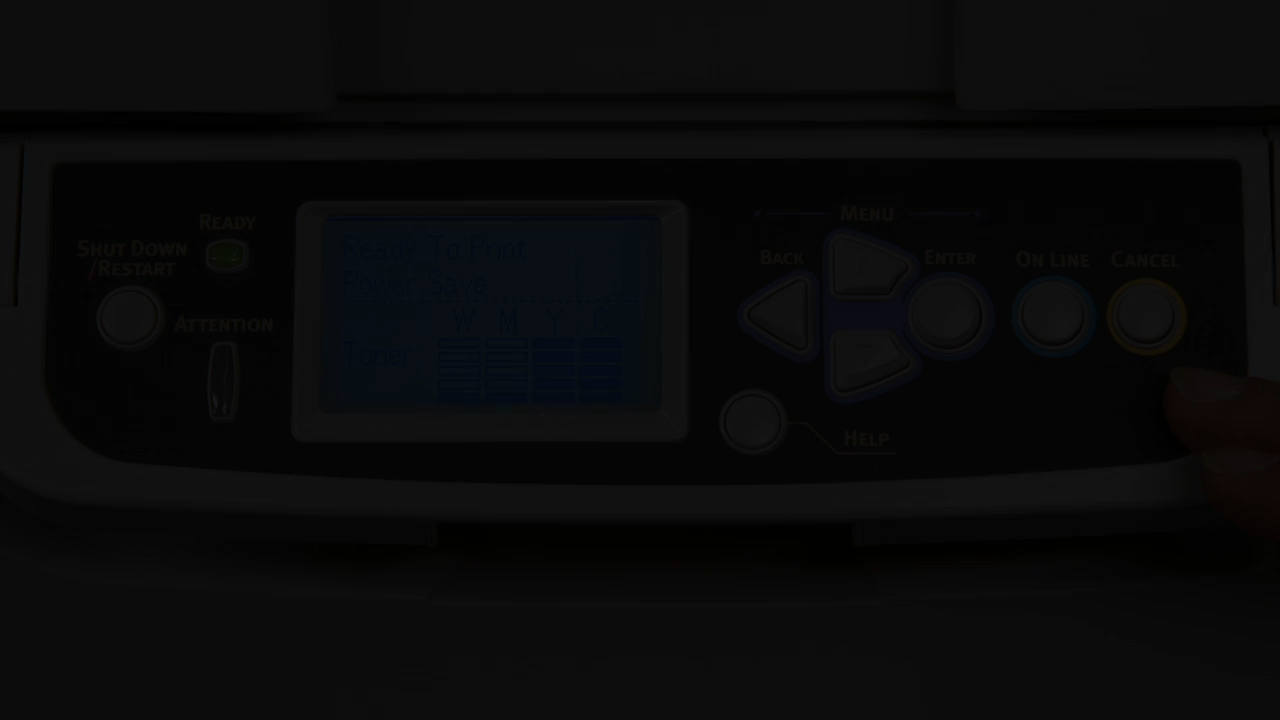 READY
SHUT DOWN
/RESTART
ATTENTION
Ready To Print
Power Save
W M Y C
Toner
MENU
BACK
ENTER
ON LINE
CANCEL
HELP